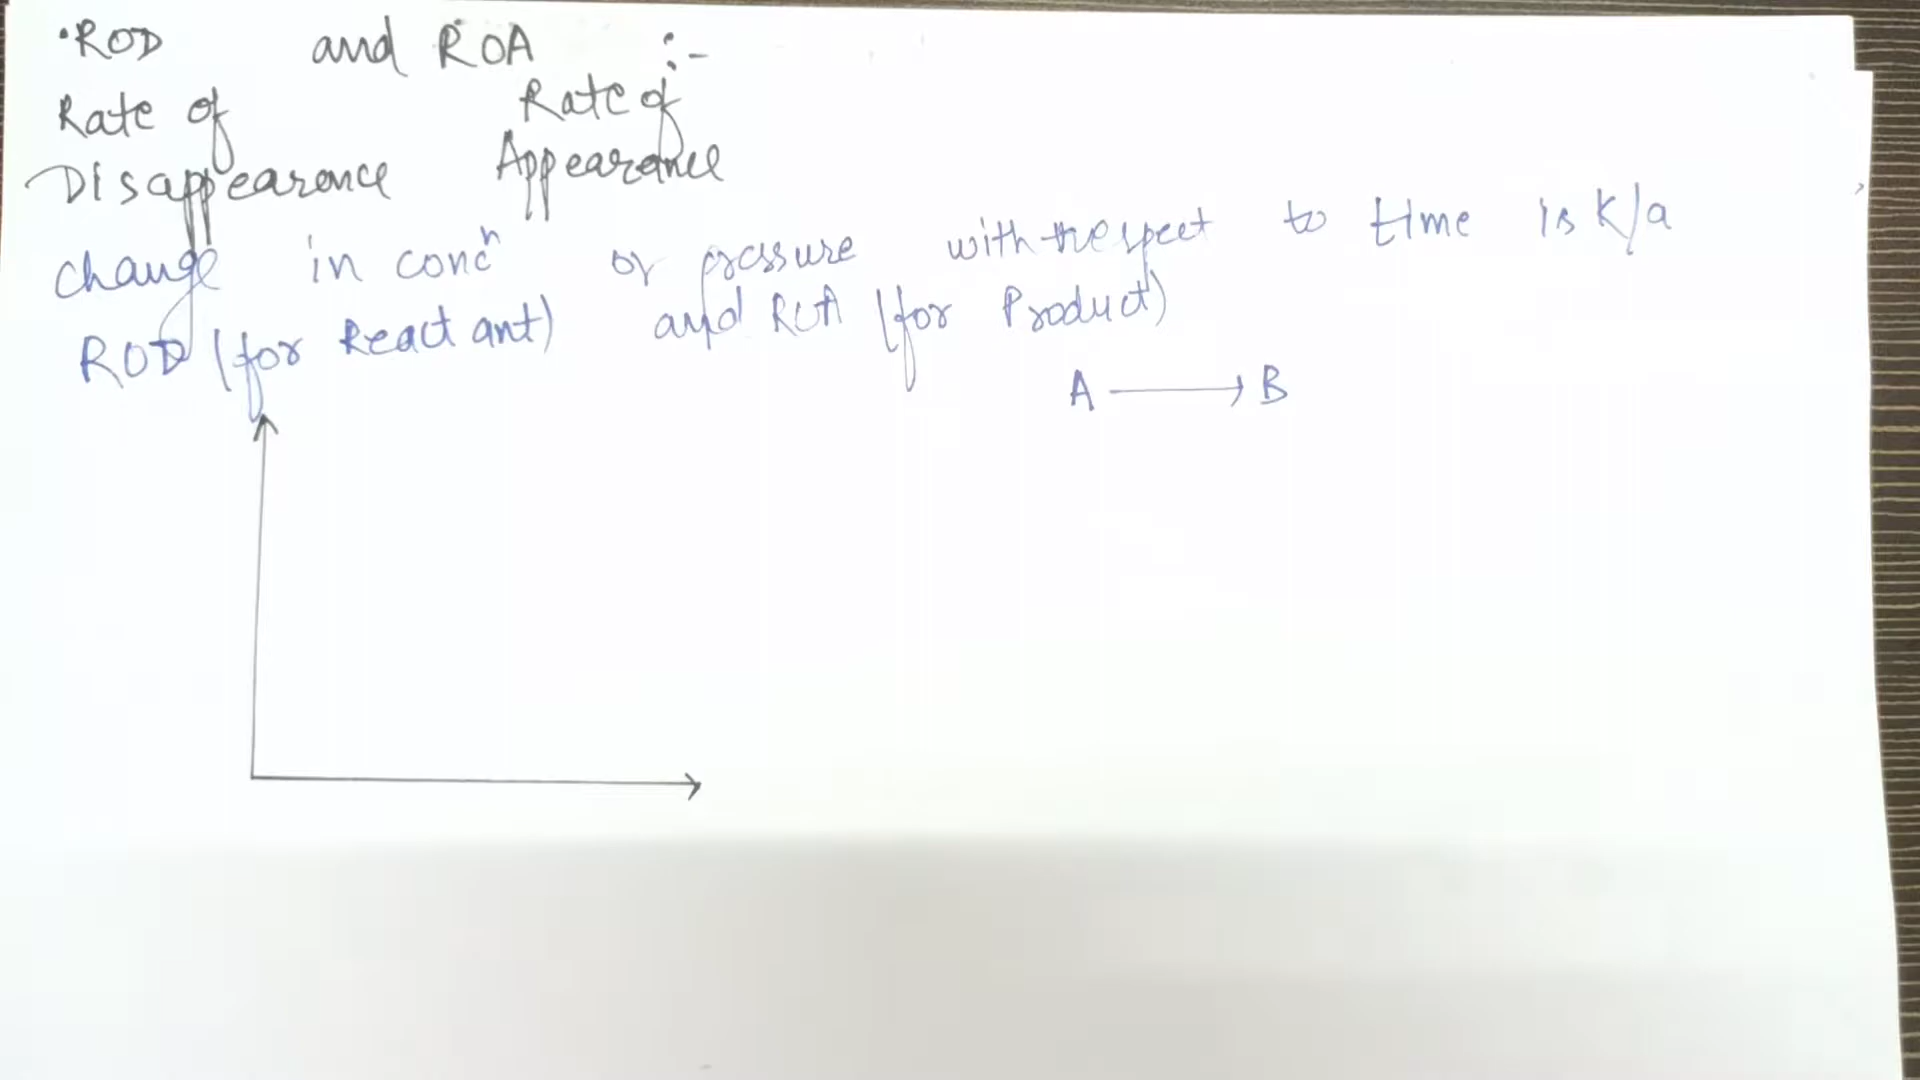 •ROD and ROA :-
Rate of Rate of
Disappearance Appearance
change in concⁿ or pressure with respect to time is k/a
ROD (for Reactant) and ROA (for Product)
A ⟶ B